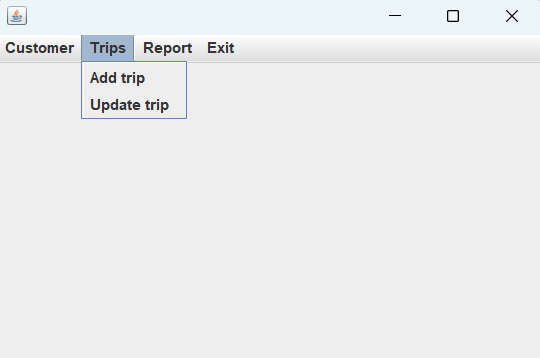 Customer Trips Report Exit
Add trip
Update trip